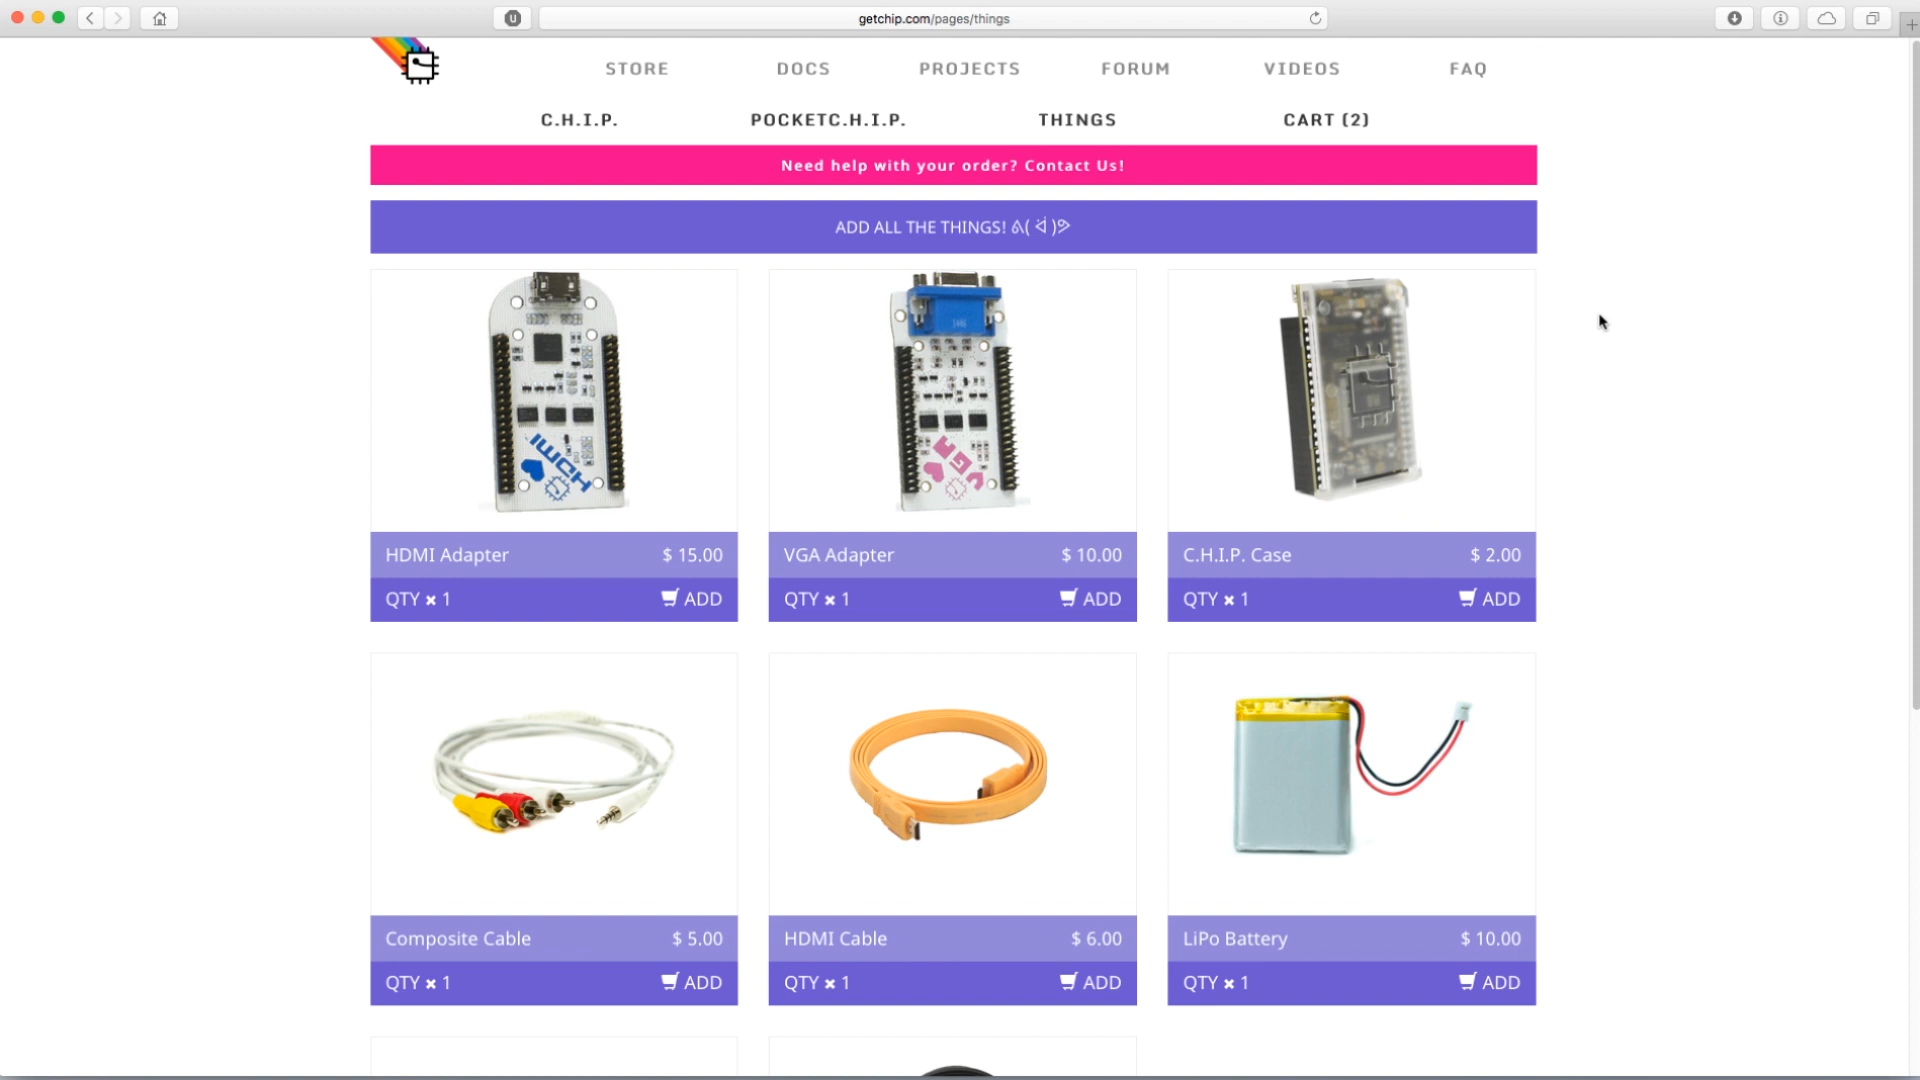 getchip.com/pages/things
STORE DOCS PROJECTS FORUM VIDEOS FAQ
C.H.I.P. POCKETC.H.I.P. THINGS CART (2)
Need help with your order? Contact Us!
ADD ALL THE THINGS!
HDMI
VGA
HDMI Adapter $ 15.00
QTY × 1 ADD
VGA Adapter $ 10.00
QTY × 1 ADD
C.H.I.P. Case $ 2.00
QTY × 1 ADD
Composite Cable $ 5.00
QTY × 1 ADD
HDMI Cable $ 6.00
QTY × 1 ADD
LiPo Battery $ 10.00
QTY × 1 ADD